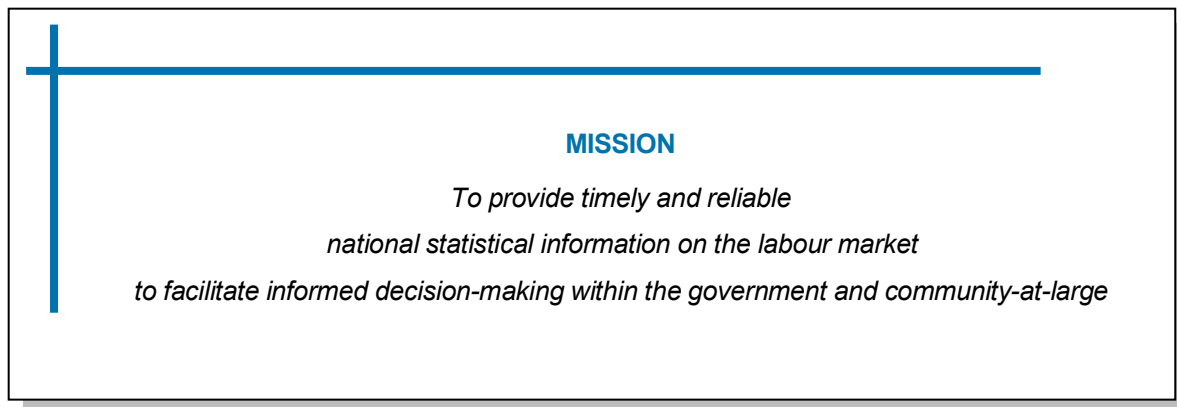 MISSION
To provide timely and reliable
national statistical information on the labour market
to facilitate informed decision-making within the government and community-at-large